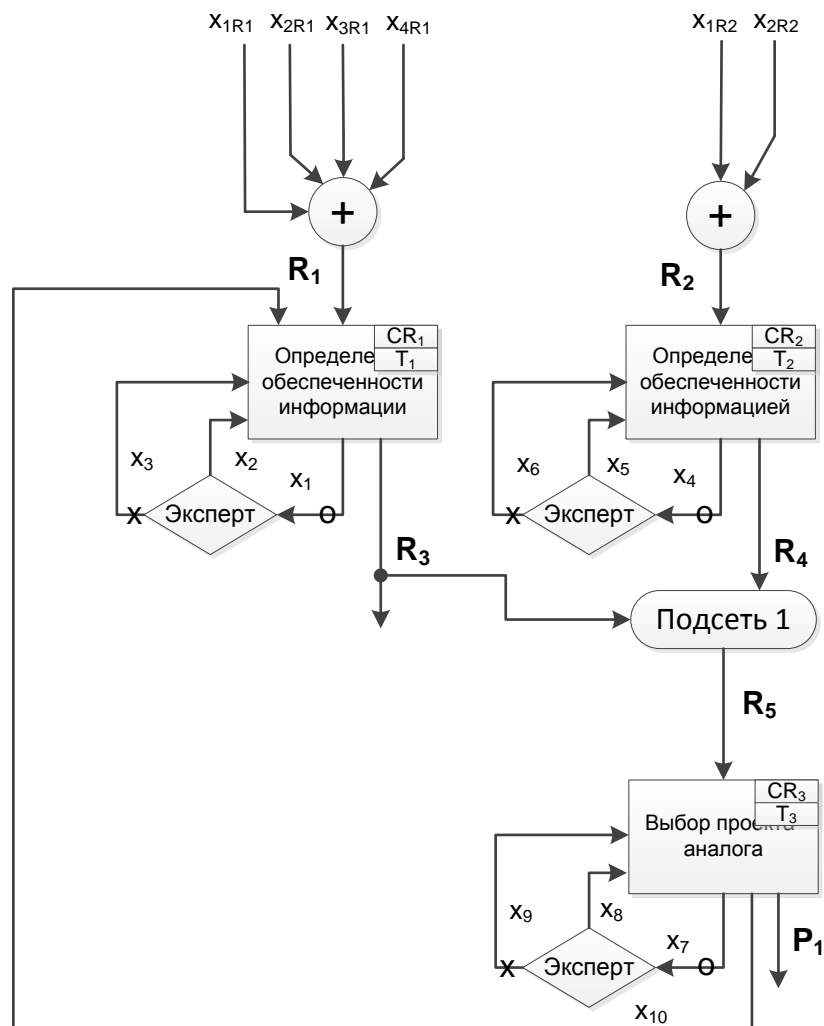 x1R1 x2R1 x3R1 x4R1
x1R2 x2R2
+
+
R1
R2
CR1
T1
Определе
обеспеченности
информации
CR2
T2
Определе
обеспеченности
информацией
x3
x2
x1
x6
x5
x4
x
Эксперт
o
x
Эксперт
o
R3
R4
Подсеть 1
R5
CR3
T3
Выбор проекта
аналога
x9
x8
x7
P1
x
Эксперт
o
x10